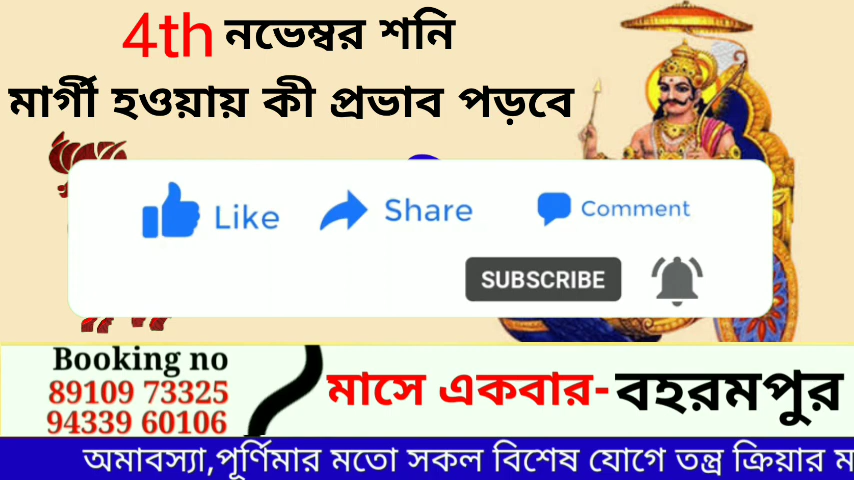 4th নভেম্বর শনি
মার্গী হওয়ায় কী প্রভাব পড়বে
Like Share Comment
SUBSCRIBE
Booking no
89109 73325
94339 60106
মাসে একবার- বহরমপুর
অমাবস্যা,পূর্ণিমার মতো সকল বিশেষ যোগে তন্ত্র ক্রিয়ার